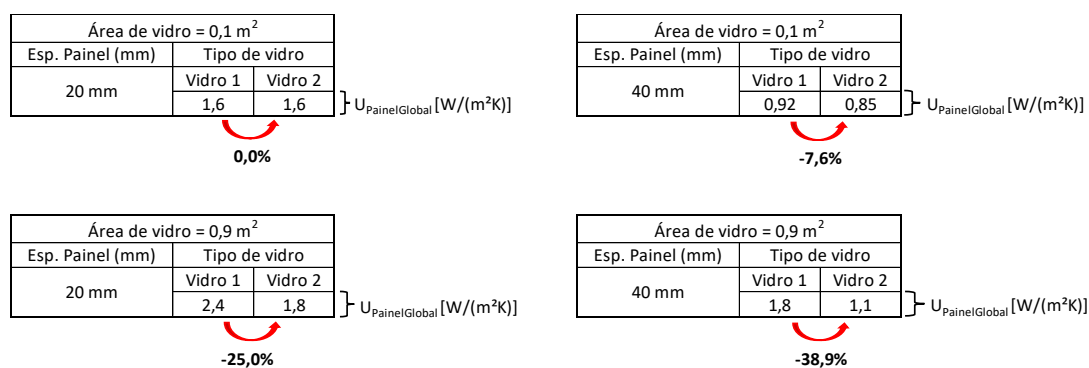 Área de vidro = 0,1 m²
Esp. Painel (mm) Tipo de vidro
20 mm
Vidro 1 Vidro 2
1,6 1,6
U_PainelGlobal [W/(m²K)]
0,0%
Área de vidro = 0,1 m²
Esp. Painel (mm) Tipo de vidro
40 mm
Vidro 1 Vidro 2
0,92 0,85
U_PainelGlobal [W/(m²K)]
-7,6%
Área de vidro = 0,9 m²
Esp. Painel (mm) Tipo de vidro
20 mm
Vidro 1 Vidro 2
2,4 1,8
U_PainelGlobal [W/(m²K)]
-25,0%
Área de vidro = 0,9 m²
Esp. Painel (mm) Tipo de vidro
40 mm
Vidro 1 Vidro 2
1,8 1,1
U_PainelGlobal [W/(m²K)]
-38,9%